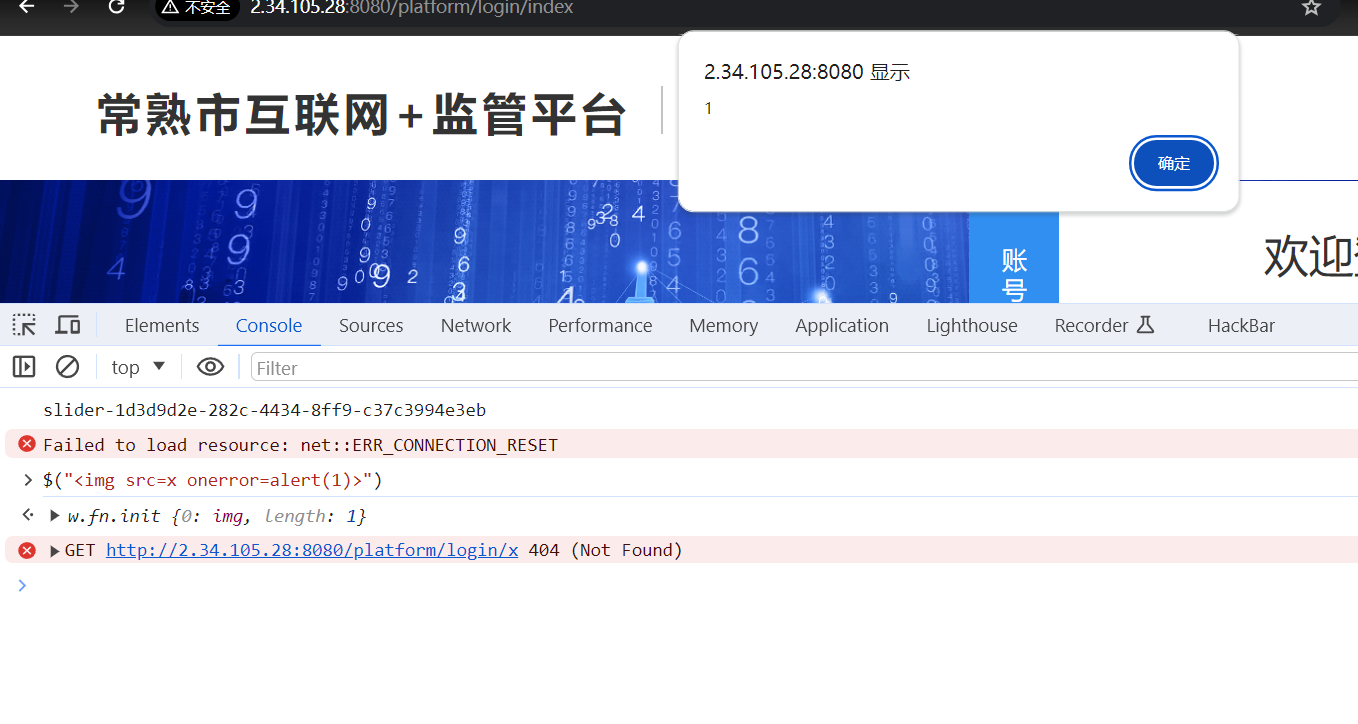 不安全 2.34.105.28:8080/platform/login/index
2.34.105.28:8080 显示
1
确定
常熟市互联网+监管平台
账号
欢迎
Elements Console Sources Network Performance Memory Application Lighthouse Recorder HackBar
top Filter
slider-1d3d9d2e-282c-4434-8ff9-c37c3994e3eb
Failed to load resource: net::ERR_CONNECTION_RESET
$("<img src=x onerror=alert(1)>")
w.fn.init {0: img, length: 1}
GET http://2.34.105.28:8080/platform/login/x 404 (Not Found)